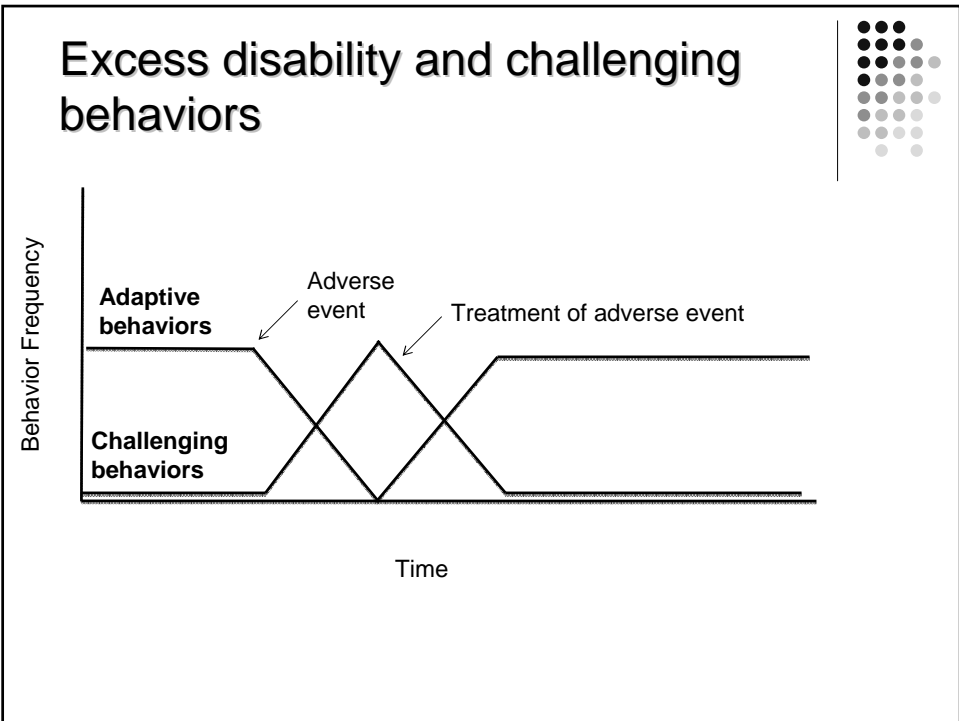 Excess disability and challenging
behaviors
Behavior Frequency
Adaptive
behaviors
Adverse
event
Treatment of adverse event
Challenging
behaviors
Time